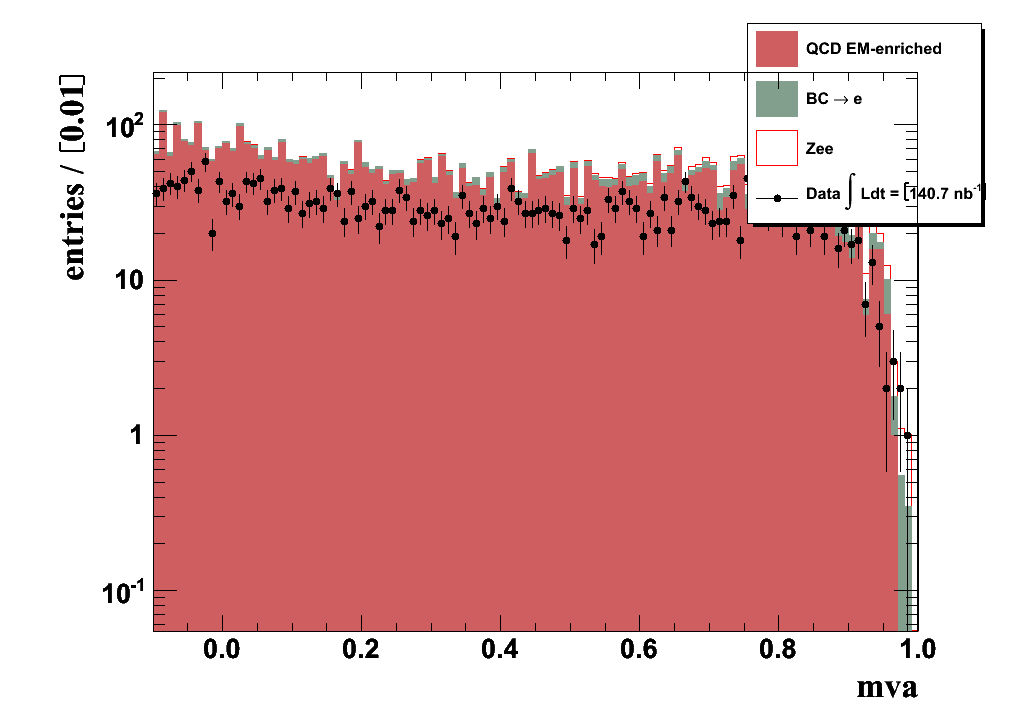 QCD EM-enriched
BC → e
Zee
Data ∫ Ldt = [140.7 nb⁻¹]
entries / [0.01]
10²
10
1
10⁻¹
0.0 0.2 0.4 0.6 0.8 1.0
mva